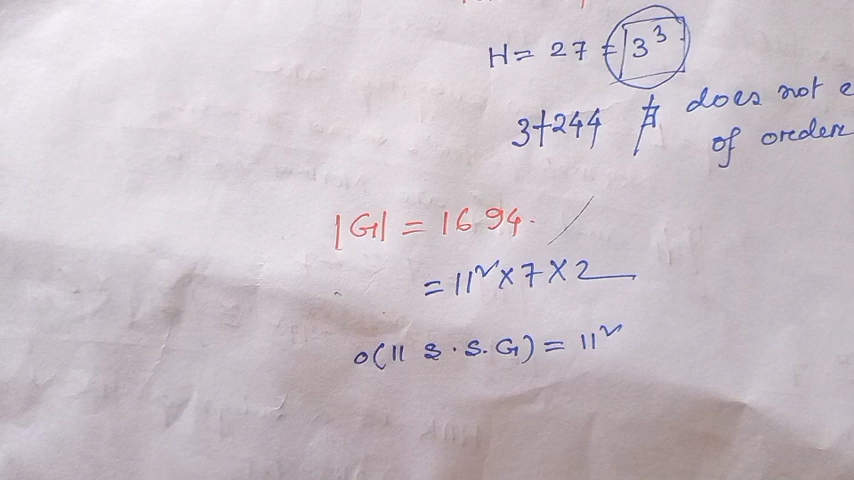 H = 27 = 3³
3+244 ∄ does not
of order
|G| = 1694.
= 11² × 7 × 2
o(11 S.S.G) = 11²